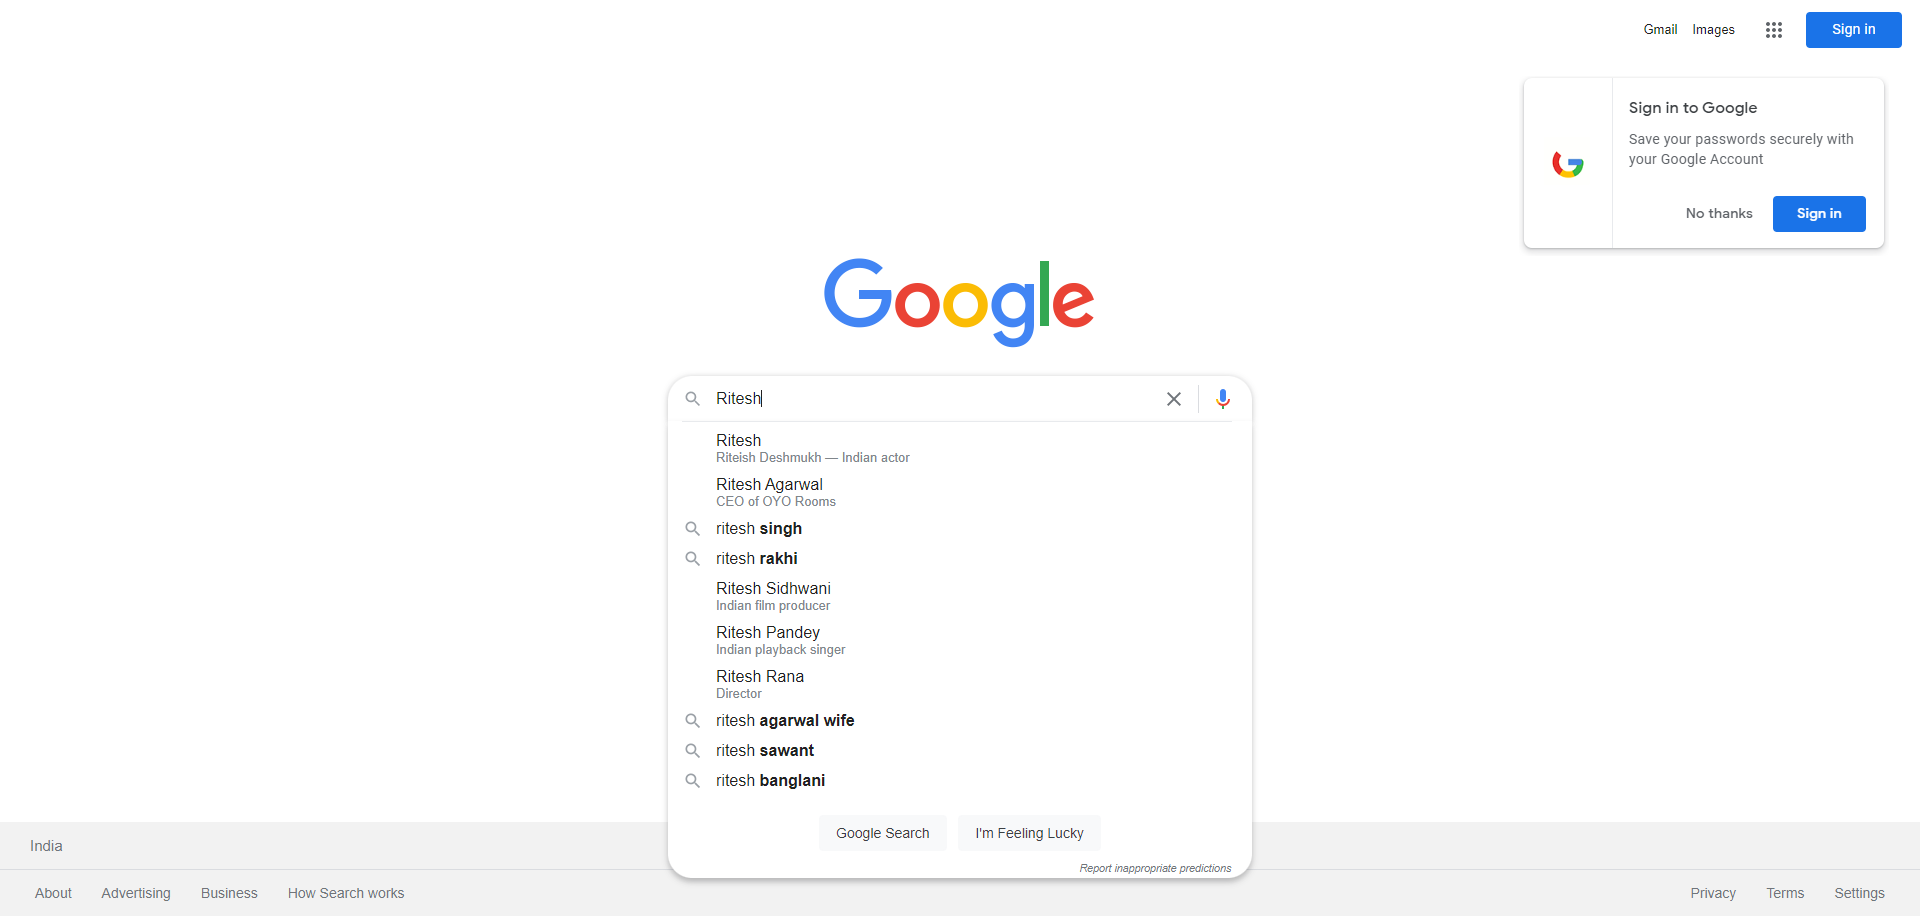 Gmail Images Sign in
Sign in to Google
Save your passwords securely with
your Google Account
No thanks Sign in
Google
Ritesh
Ritesh
Riteish Deshmukh — Indian actor
Ritesh Agarwal
CEO of OYO Rooms
ritesh singh
ritesh rakhi
Ritesh Sidhwani
Indian film producer
Ritesh Pandey
Indian playback singer
Ritesh Rana
Director
ritesh agarwal wife
ritesh sawant
ritesh banglani
Google Search I'm Feeling Lucky
Report inappropriate predictions
India
About Advertising Business How Search works Privacy Terms Settings